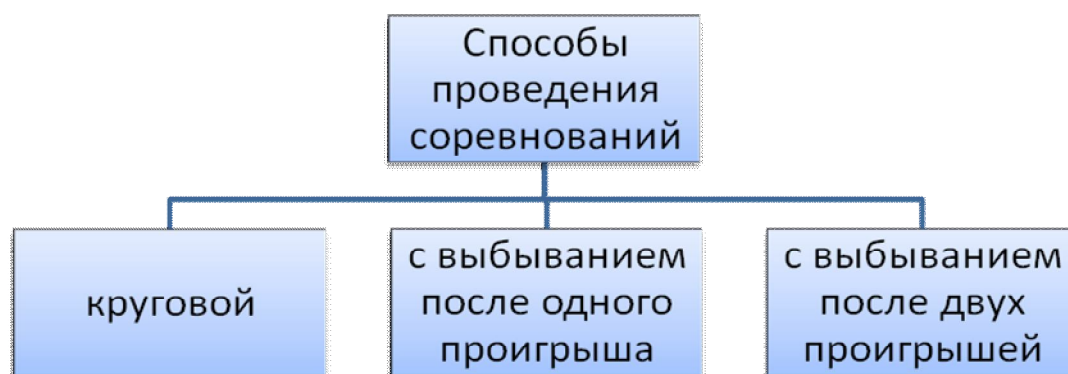 Способы
проведения
соревнований
круговой
с выбыванием
после одного
проигрыша
с выбыванием
после двух
проигрышей